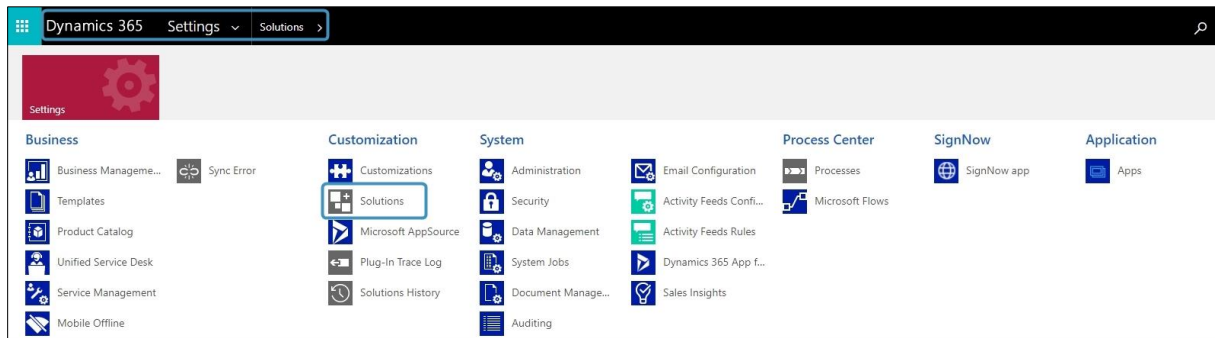 Dynamics 365 Settings Solutions
Settings
Business
Business Manageme... Sync Error
Templates
Product Catalog
Unified Service Desk
Service Management
Mobile Offline
Customization
Customizations
Solutions
Microsoft AppSource
Plug-In Trace Log
Solutions History
System
Administration Email Configuration
Security Activity Feeds Confi...
Data Management Activity Feeds Rules
System Jobs Dynamics 365 App f...
Document Manage... Sales Insights
Auditing
Process Center
Processes
Microsoft Flows
SignNow
SignNow app
Application
Apps